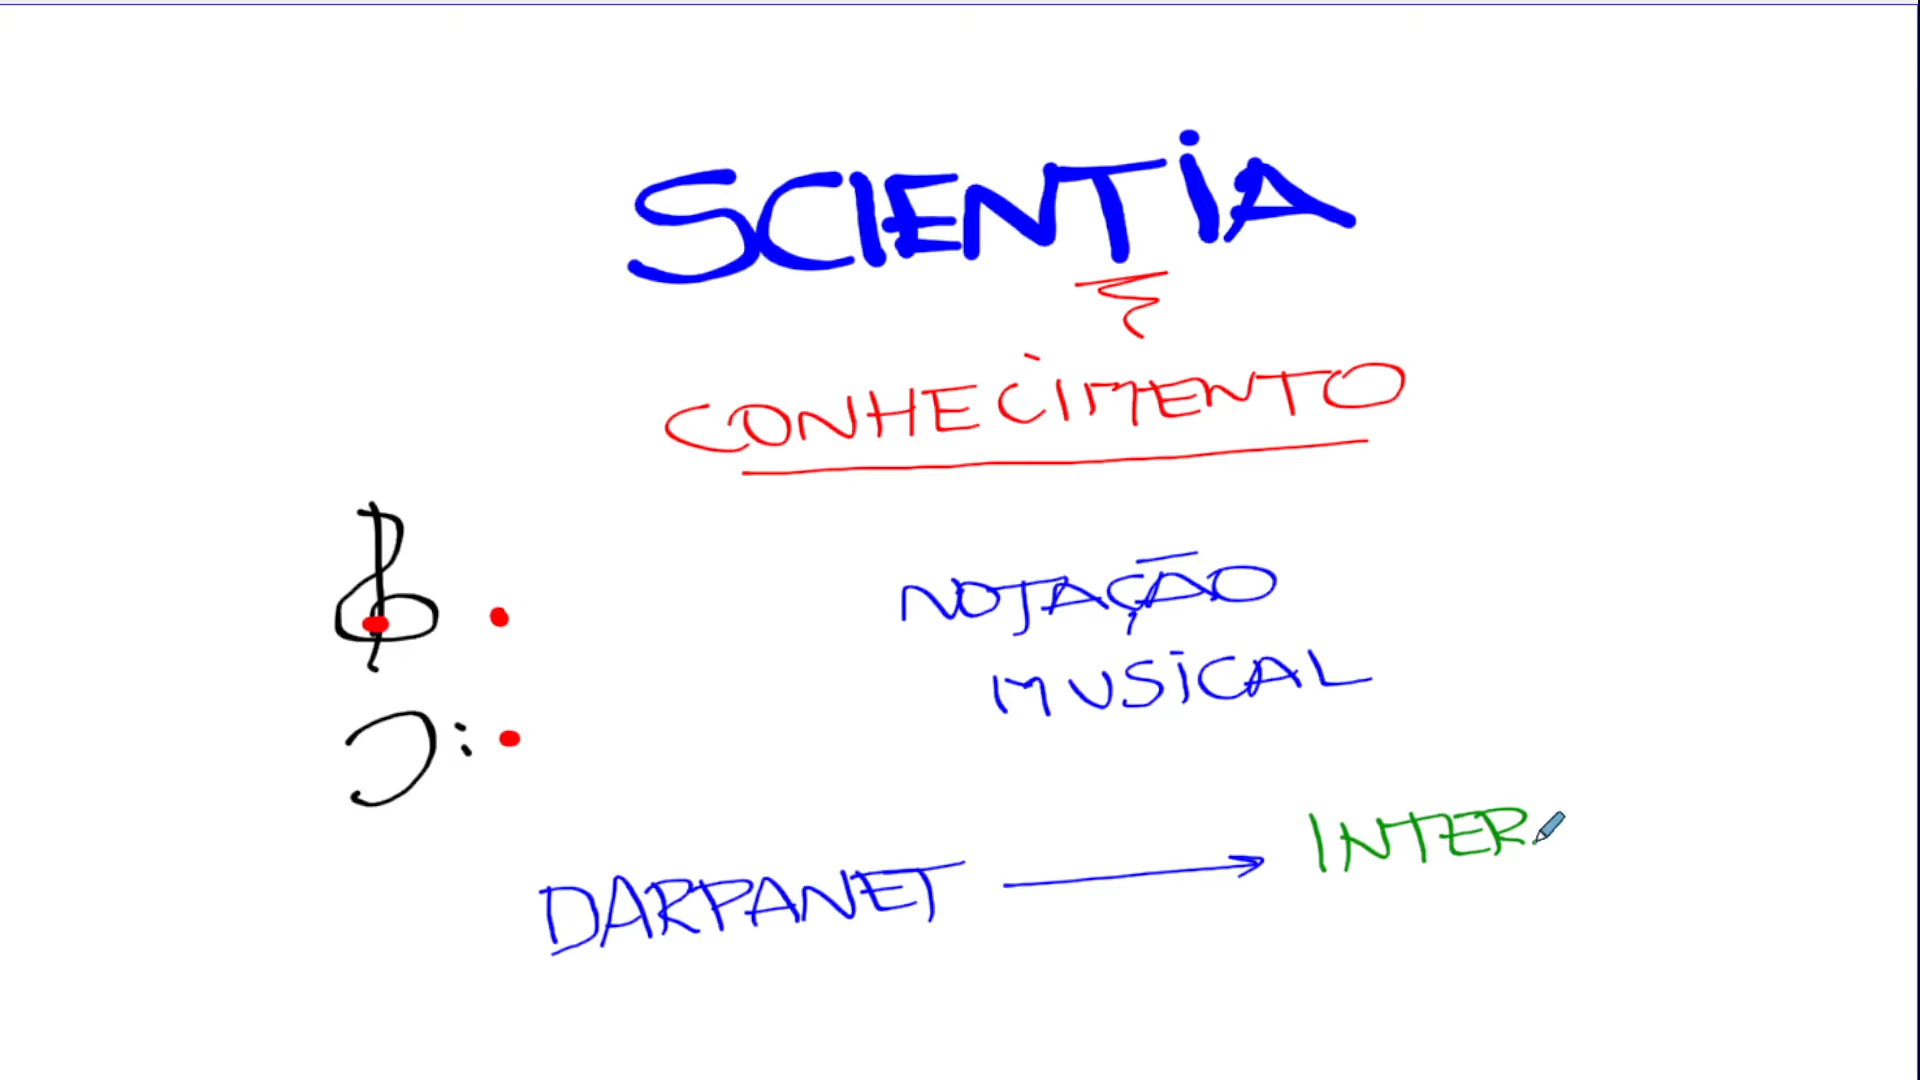 SCIENTIA
CONHECIMENTO
NOTAÇÃO
MUSICAL
DARPANET → INTER